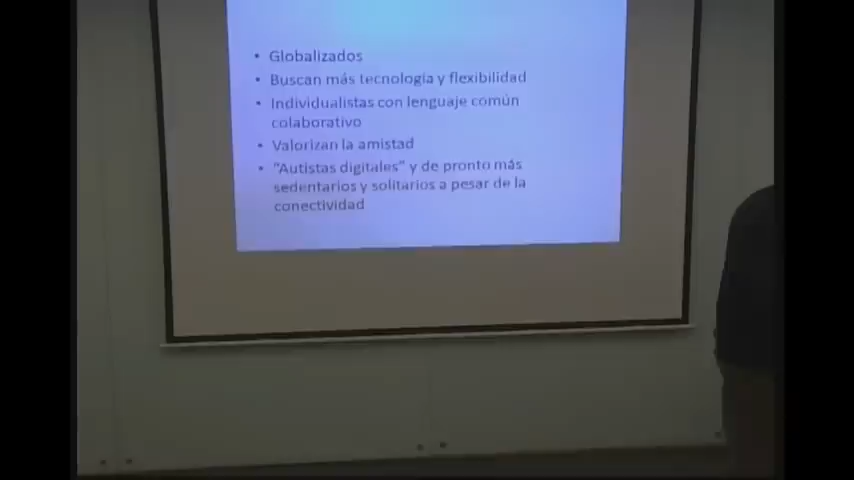 • Globalizados
• Buscan más tecnología y flexibilidad
• Individualistas con lenguaje común
colaborativo
• Valorizan la amistad
• "Autistas digitales" y de pronto más
sedentarios y solitarios a pesar de la
conectividad